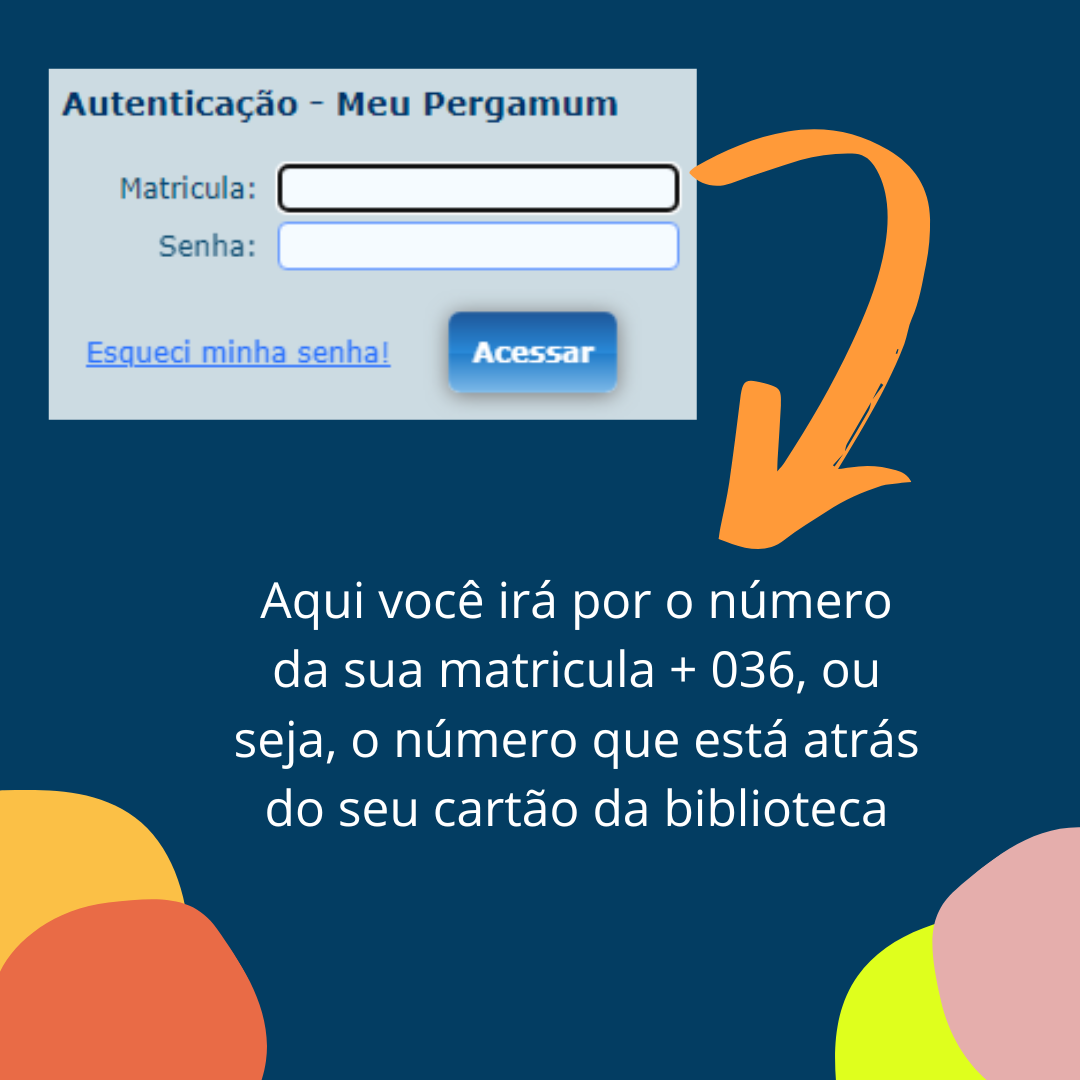 Autenticação - Meu Pergamum
Matricula:
Senha:
Esqueci minha senha!
Acessar
Aqui você irá por o número
da sua matricula + 036, ou
seja, o número que está atrás
do seu cartão da biblioteca